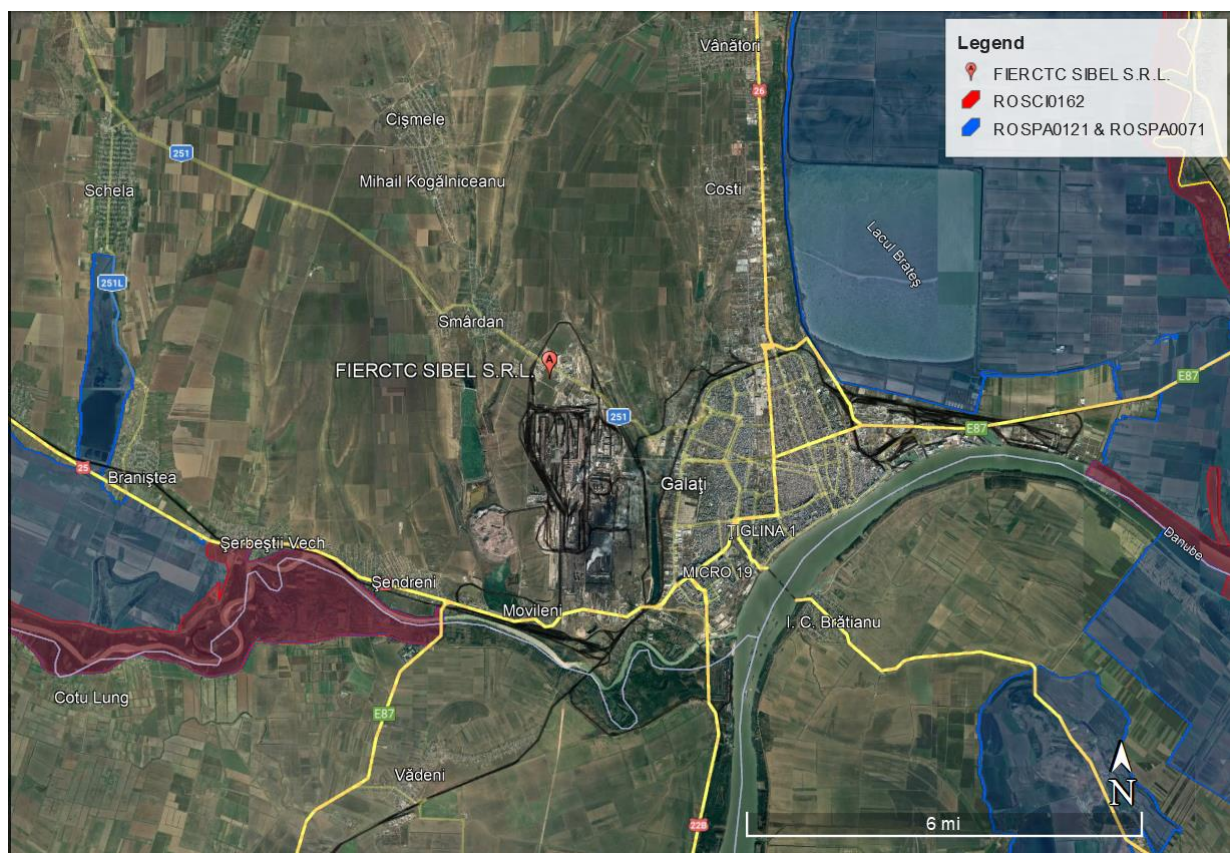 Legend
FIERCTC SIBEL S.R.L.
ROSCI0162
ROSPA0121 & ROSPA0071
Vânători
26
Cişmele
251
Mihail Kogălniceanu
Schela
Costi
Lacul Brateş
251L
Smârdan
FIERCTC SIBEL S.R.L.
A
E87
251
E87
25
Braniştea
Galaţi
Şerbeştii Vech
ŢIGLINA 1
Danube
Şendreni
MICRO 19
Movileni
I. C. Brătianu
Cotu Lung
E87
Vădeni
N
22B
6 mi